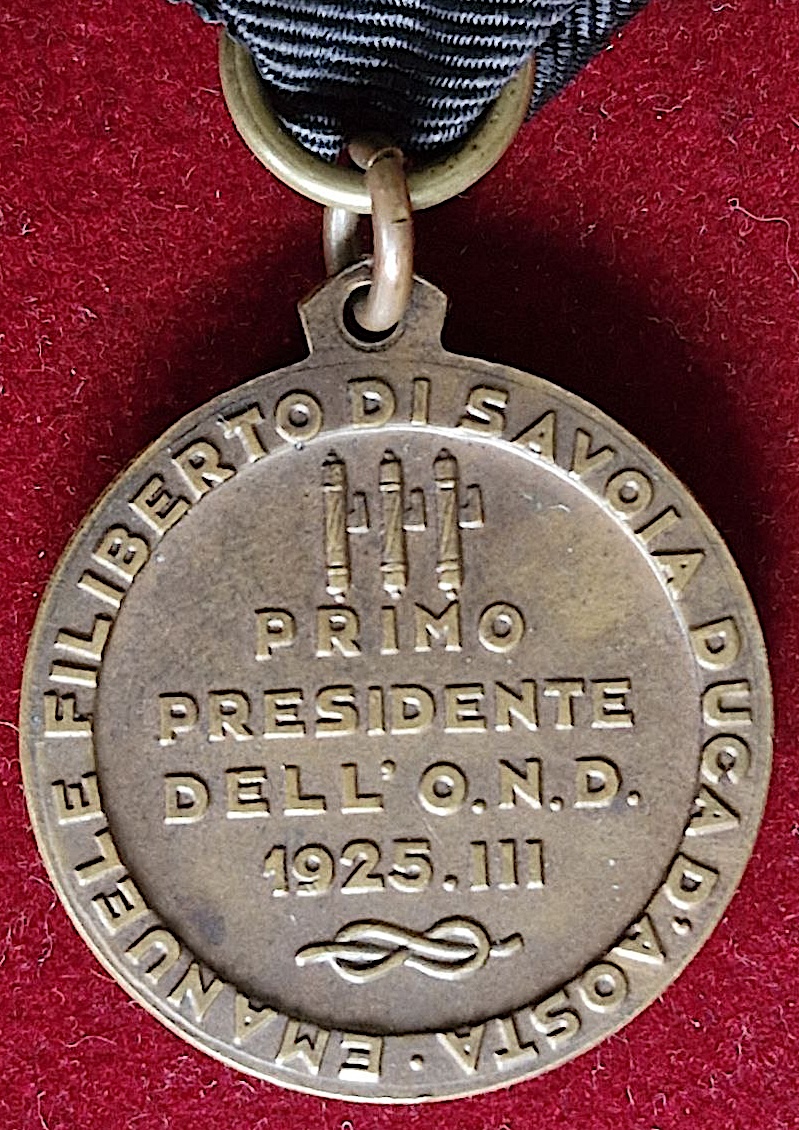 EMANUELE FILIBERTO DI SAVOIA DUCA D'AOSTA ·
PRIMO
PRESIDENTE
DELL' O.N.D.
1925.III